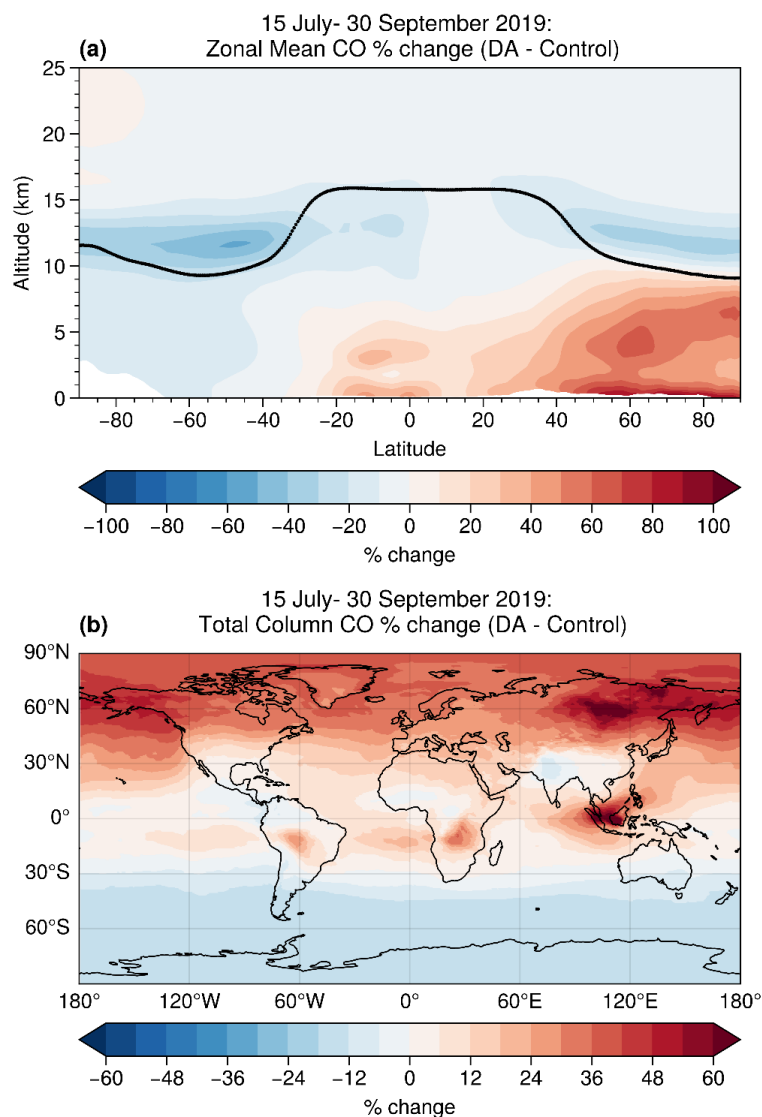 15 July- 30 September 2019:
(a) Zonal Mean CO % change (DA - Control)
25
20
15
10
5
0
Altitude (km)
−80 −60 −40 −20 0 20 40 60 80
Latitude
−100 −80 −60 −40 −20 0 20 40 60 80 100
% change
15 July- 30 September 2019:
(b) Total Column CO % change (DA - Control)
90°N
60°N
30°N
0°
30°S
60°S
180° 120°W 60°W 0° 60°E 120°E 180°
−60 −48 −36 −24 −12 0 12 24 36 48 60
% change